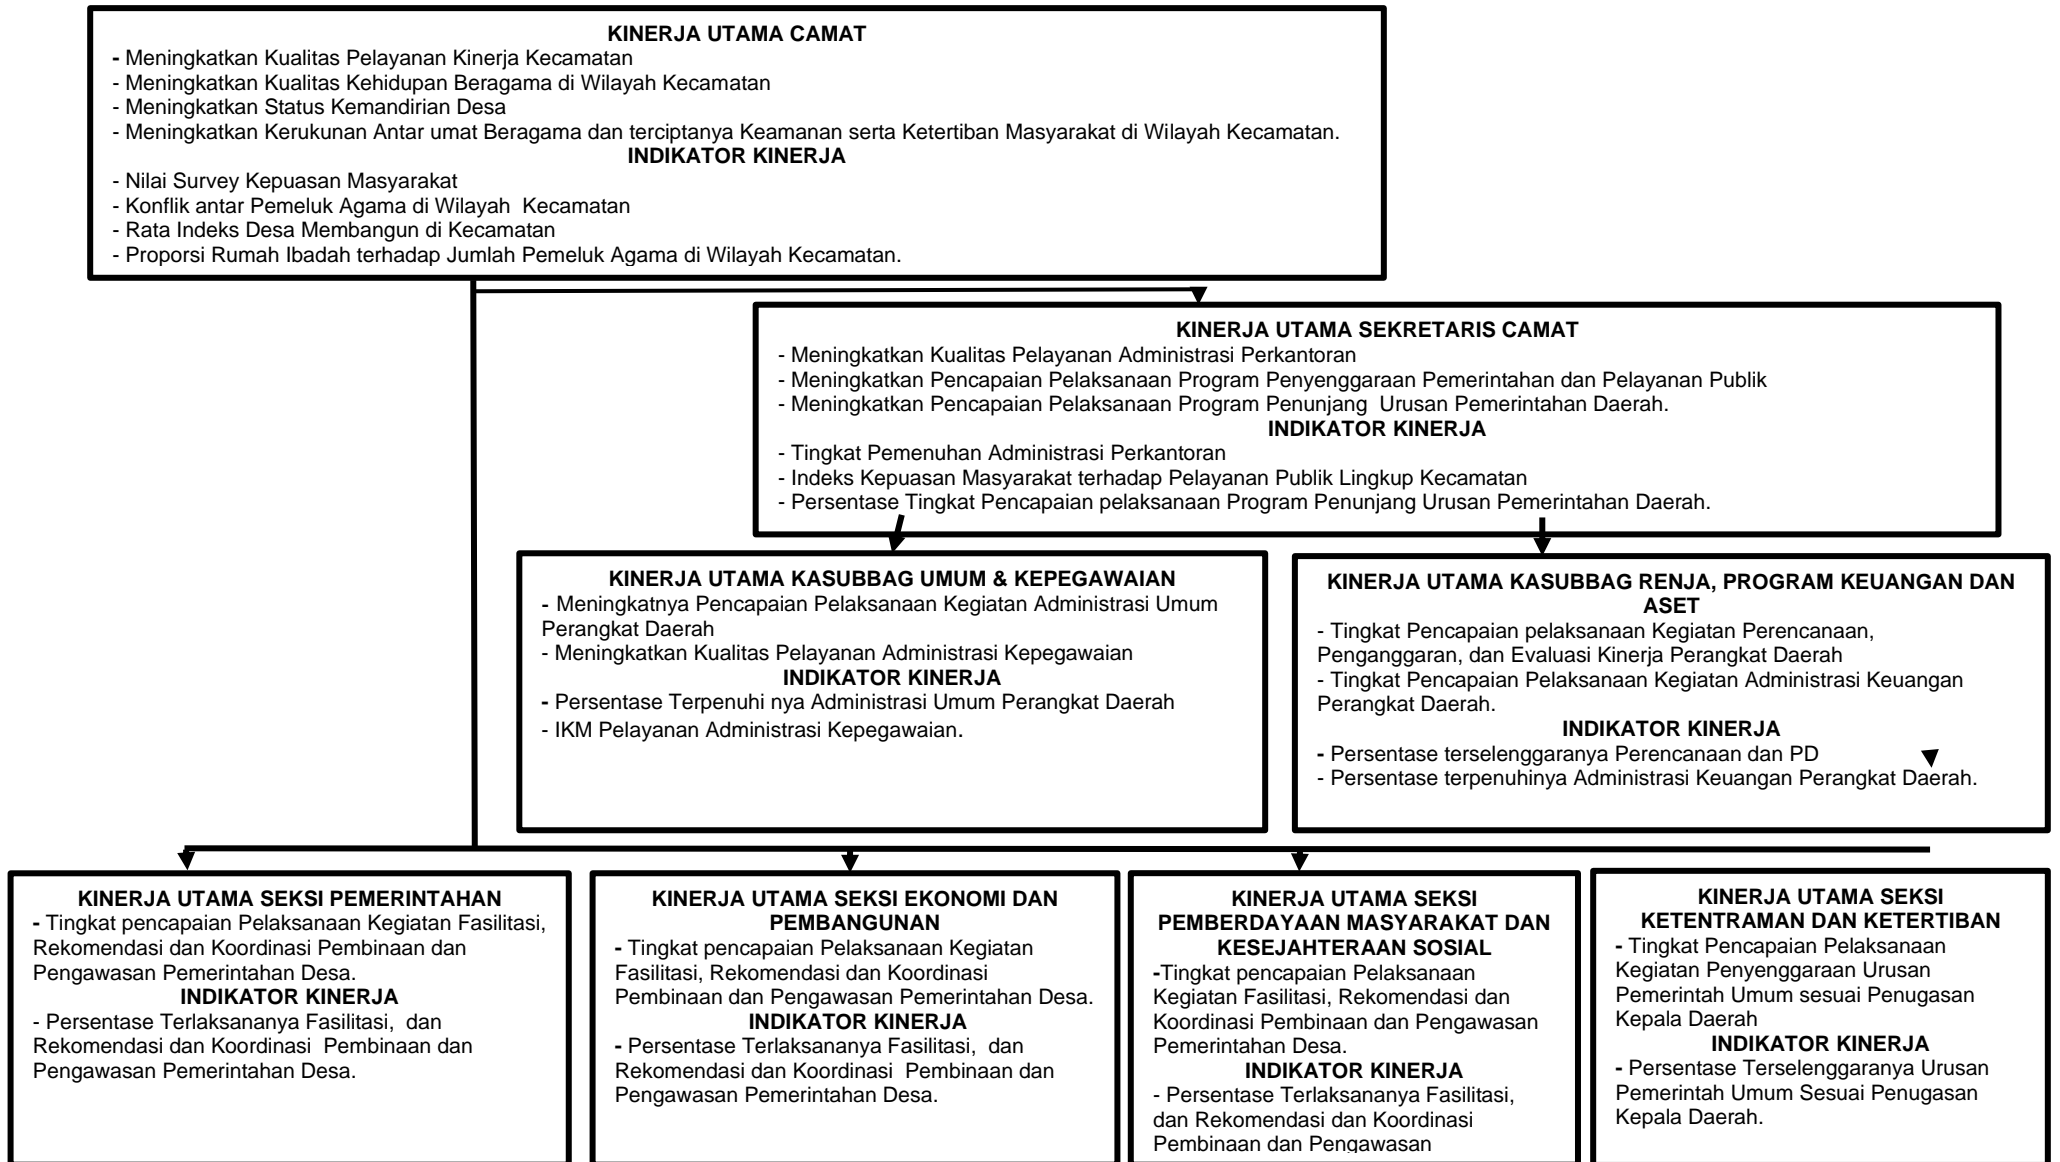 KINERJA UTAMA CAMAT
- Meningkatkan Kualitas Pelayanan Kinerja Kecamatan
- Meningkatkan Kualitas Kehidupan Beragama di Wilayah Kecamatan
- Meningkatkan Status Kemandirian Desa
- Meningkatkan Kerukunan Antar umat Beragama dan terciptanya Keamanan serta Ketertiban Masyarakat di Wilayah Kecamatan.
INDIKATOR KINERJA
- Nilai Survey Kepuasan Masyarakat
- Konflik antar Pemeluk Agama di Wilayah  Kecamatan
- Rata Indeks Desa Membangun di Kecamatan
- Proporsi Rumah Ibadah terhadap Jumlah Pemeluk Agama di Wilayah Kecamatan.
KINERJA UTAMA SEKRETARIS CAMAT
- Meningkatkan Kualitas Pelayanan Administrasi Perkantoran
- Meningkatkan Pencapaian Pelaksanaan Program Penyenggaraan Pemerintahan dan Pelayanan Publik
- Meningkatkan Pencapaian Pelaksanaan Program Penunjang  Urusan Pemerintahan Daerah.
INDIKATOR KINERJA
- Tingkat Pemenuhan Administrasi Perkantoran
- Indeks Kepuasan Masyarakat terhadap Pelayanan Publik Lingkup Kecamatan
- Persentase Tingkat Pencapaian pelaksanaan Program Penunjang Urusan Pemerintahan Daerah.
KINERJA UTAMA KASUBBAG UMUM & KEPEGAWAIAN
- Meningkatnya Pencapaian Pelaksanaan Kegiatan Administrasi Umum
Perangkat Daerah
- Meningkatkan Kualitas Pelayanan Administrasi Kepegawaian
INDIKATOR KINERJA
- Persentase Terpenuhi nya Administrasi Umum Perangkat Daerah
- IKM Pelayanan Administrasi Kepegawaian.
KINERJA UTAMA KASUBBAG RENJA, PROGRAM KEUANGAN DAN
ASET
- Tingkat Pencapaian pelaksanaan Kegiatan Perencanaan,
Penganggaran, dan Evaluasi Kinerja Perangkat Daerah
- Tingkat Pencapaian Pelaksanaan Kegiatan Administrasi Keuangan
Perangkat Daerah.
INDIKATOR KINERJA
- Persentase terselenggaranya Perencanaan dan PD
- Persentase terpenuhinya Administrasi Keuangan Perangkat Daerah.
KINERJA UTAMA SEKSI PEMERINTAHAN
- Tingkat pencapaian Pelaksanaan Kegiatan Fasilitasi,
Rekomendasi dan Koordinasi Pembinaan dan
Pengawasan Pemerintahan Desa.
INDIKATOR KINERJA
- Persentase Terlaksananya Fasilitasi,  dan
Rekomendasi dan Koordinasi  Pembinaan dan
Pengawasan Pemerintahan Desa.
KINERJA UTAMA SEKSI EKONOMI DAN
PEMBANGUNAN
- Tingkat pencapaian Pelaksanaan Kegiatan
Fasilitasi, Rekomendasi dan Koordinasi
Pembinaan dan Pengawasan Pemerintahan Desa.
INDIKATOR KINERJA
- Persentase Terlaksananya Fasilitasi,  dan
Rekomendasi dan Koordinasi  Pembinaan dan
Pengawasan Pemerintahan Desa.
KINERJA UTAMA SEKSI
PEMBERDAYAAN MASYARAKAT DAN
KESEJAHTERAAN SOSIAL
-Tingkat pencapaian Pelaksanaan
Kegiatan Fasilitasi, Rekomendasi dan
Koordinasi Pembinaan dan Pengawasan
Pemerintahan Desa.
INDIKATOR KINERJA
- Persentase Terlaksananya Fasilitasi,
dan Rekomendasi dan Koordinasi
Pembinaan dan Pengawasan
KINERJA UTAMA SEKSI
KETENTRAMAN DAN KETERTIBAN
- Tingkat Pencapaian Pelaksanaan
Kegiatan Penyenggaraan Urusan
Pemerintah Umum sesuai Penugasan
Kepala Daerah
INDIKATOR KINERJA
- Persentase Terselenggaranya Urusan
Pemerintah Umum Sesuai Penugasan
Kepala Daerah.